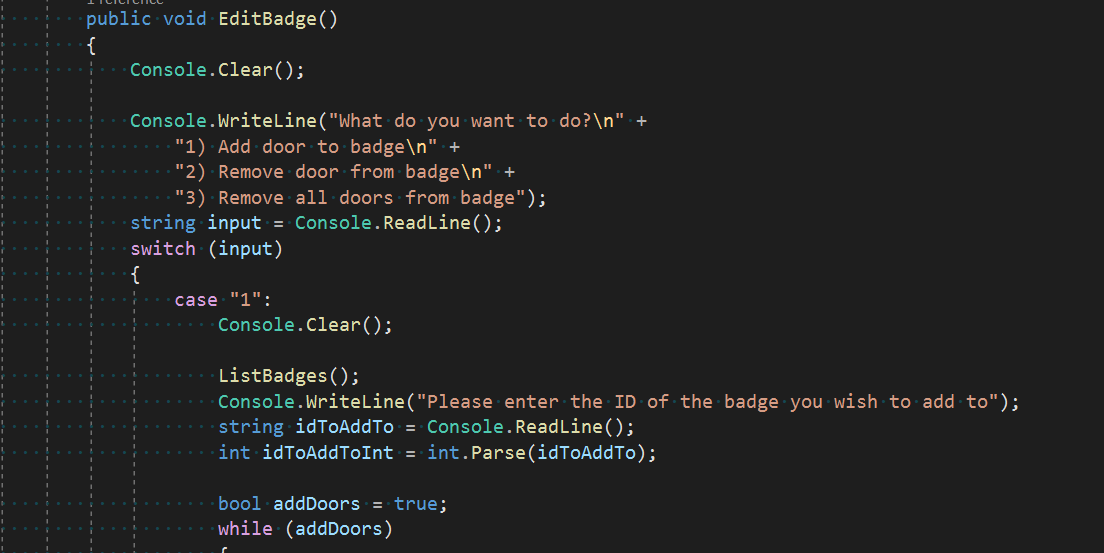 1 reference
public void EditBadge()
{
Console.Clear();
Console.WriteLine("What do you want to do?\n" +
"1) Add door to badge\n" +
"2) Remove door from badge\n" +
"3) Remove all doors from badge");
string input = Console.ReadLine();
switch (input)
{
case "1":
Console.Clear();
ListBadges();
Console.WriteLine("Please enter the ID of the badge you wish to add to");
string idToAddTo = Console.ReadLine();
int idToAddToInt = int.Parse(idToAddTo);
bool addDoors = true;
while (addDoors)
{